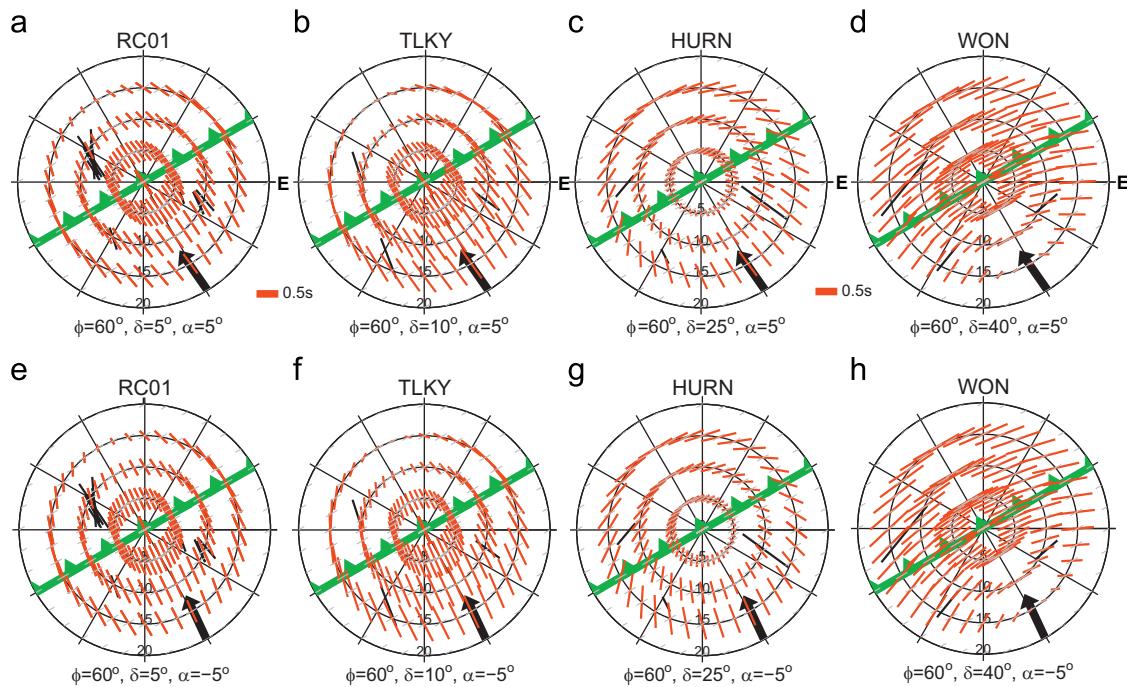 a
RC01
b
TLKY
c
HURN
d
WON
E
E
E
5
5
5
5
10
10
10
10
15
15
15
15
20
20
20
20
0.5s
0.5s
ϕ=60°, δ=5°, α=5°
ϕ=60°, δ=10°, α=5°
ϕ=60°, δ=25°, α=5°
ϕ=60°, δ=40°, α=5°
e
RC01
f
TLKY
g
HURN
h
WON
5
5
5
5
10
10
10
10
15
15
15
15
20
20
20
20
ϕ=60°, δ=5°, α=−5°
ϕ=60°, δ=10°, α=−5°
ϕ=60°, δ=25°, α=−5°
ϕ=60°, δ=40°, α=−5°